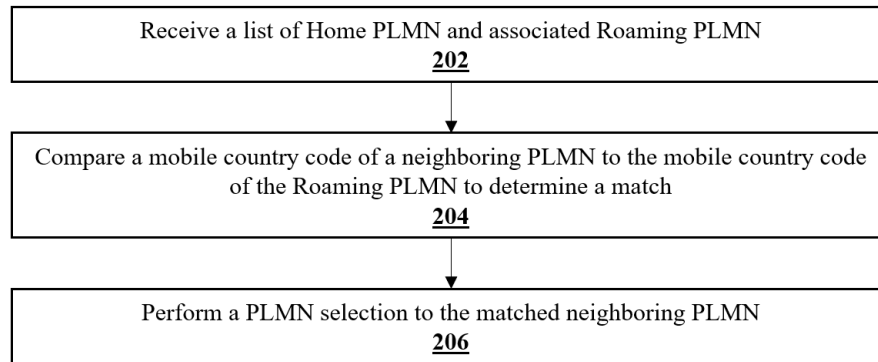 Receive a list of Home PLMN and associated Roaming PLMN
202
Compare a mobile country code of a neighboring PLMN to the mobile country code
of the Roaming PLMN to determine a match
204
Perform a PLMN selection to the matched neighboring PLMN
206